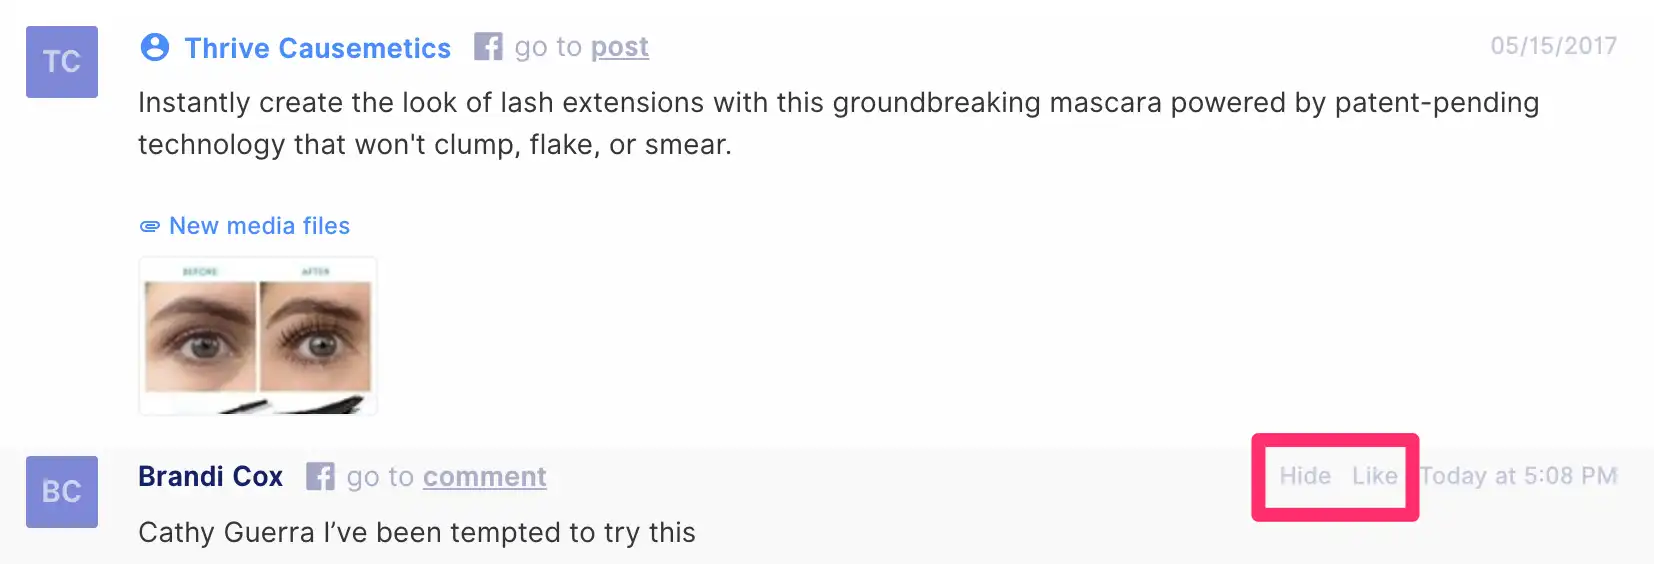 TC
Thrive Causemetics go to post
05/15/2017
Instantly create the look of lash extensions with this groundbreaking mascara powered by patent-pending
technology that won't clump, flake, or smear.
New media files
BEFORE AFTER
BC
Brandi Cox go to comment
Hide Like Today at 5:08 PM
Cathy Guerra I’ve been tempted to try this